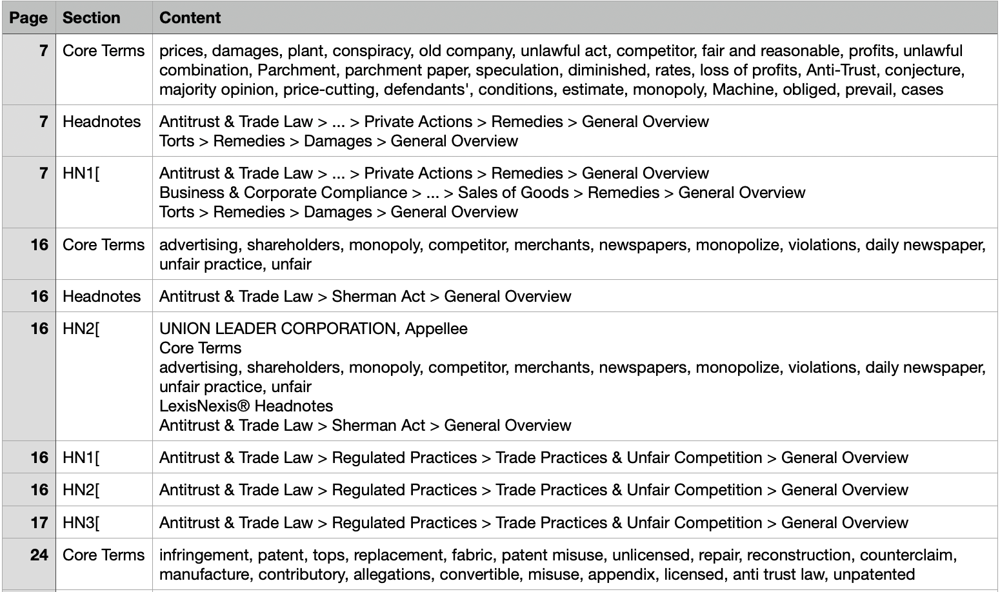 Page Section Content
7 Core Terms prices, damages, plant, conspiracy, old company, unlawful act, competitor, fair and reasonable, profits, unlawful
combination, Parchment, parchment paper, speculation, diminished, rates, loss of profits, Anti-Trust, conjecture,
majority opinion, price-cutting, defendants', conditions, estimate, monopoly, Machine, obliged, prevail, cases
7 Headnotes Antitrust & Trade Law > ... > Private Actions > Remedies > General Overview
Torts > Remedies > Damages > General Overview
7 HN1[ Antitrust & Trade Law > ... > Private Actions > Remedies > General Overview
Business & Corporate Compliance > ... > Sales of Goods > Remedies > General Overview
Torts > Remedies > Damages > General Overview
16 Core Terms advertising, shareholders, monopoly, competitor, merchants, newspapers, monopolize, violations, daily newspaper,
unfair practice, unfair
16 Headnotes Antitrust & Trade Law > Sherman Act > General Overview
16 HN2[ UNION LEADER CORPORATION, Appellee
Core Terms
advertising, shareholders, monopoly, competitor, merchants, newspapers, monopolize, violations, daily newspaper,
unfair practice, unfair
LexisNexis® Headnotes
Antitrust & Trade Law > Sherman Act > General Overview
16 HN1[ Antitrust & Trade Law > Regulated Practices > Trade Practices & Unfair Competition > General Overview
16 HN2[ Antitrust & Trade Law > Regulated Practices > Trade Practices & Unfair Competition > General Overview
17 HN3[ Antitrust & Trade Law > Regulated Practices > Trade Practices & Unfair Competition > General Overview
24 Core Terms infringement, patent, tops, replacement, fabric, patent misuse, unlicensed, repair, reconstruction, counterclaim,
manufacture, contributory, allegations, convertible, misuse, appendix, licensed, anti trust law, unpatented